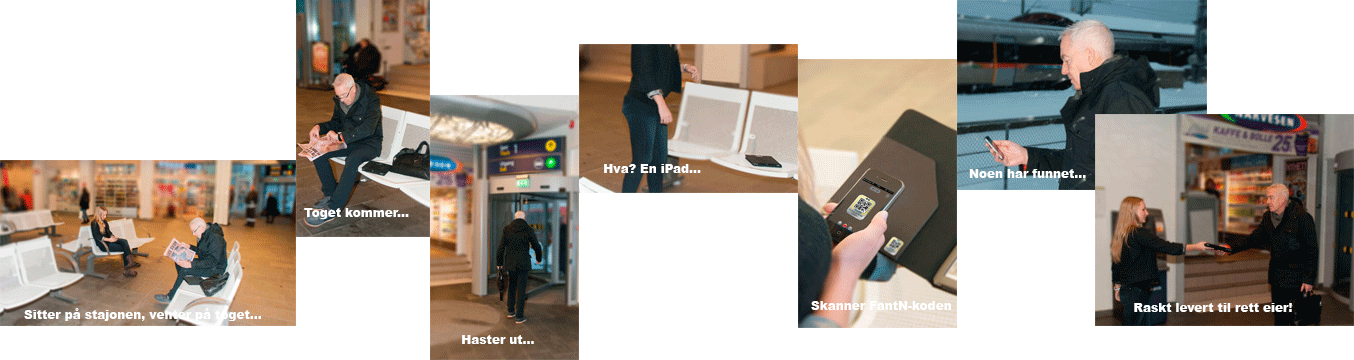 Sitter på stajonen, venter på toget...
Toget kommer...
Haster ut...
Hva? En iPad...
Skanner FantN-koden
Noen har funnet...
NARVESEN
KAFFE & BOLLE 25
Raskt levert til rett eier!